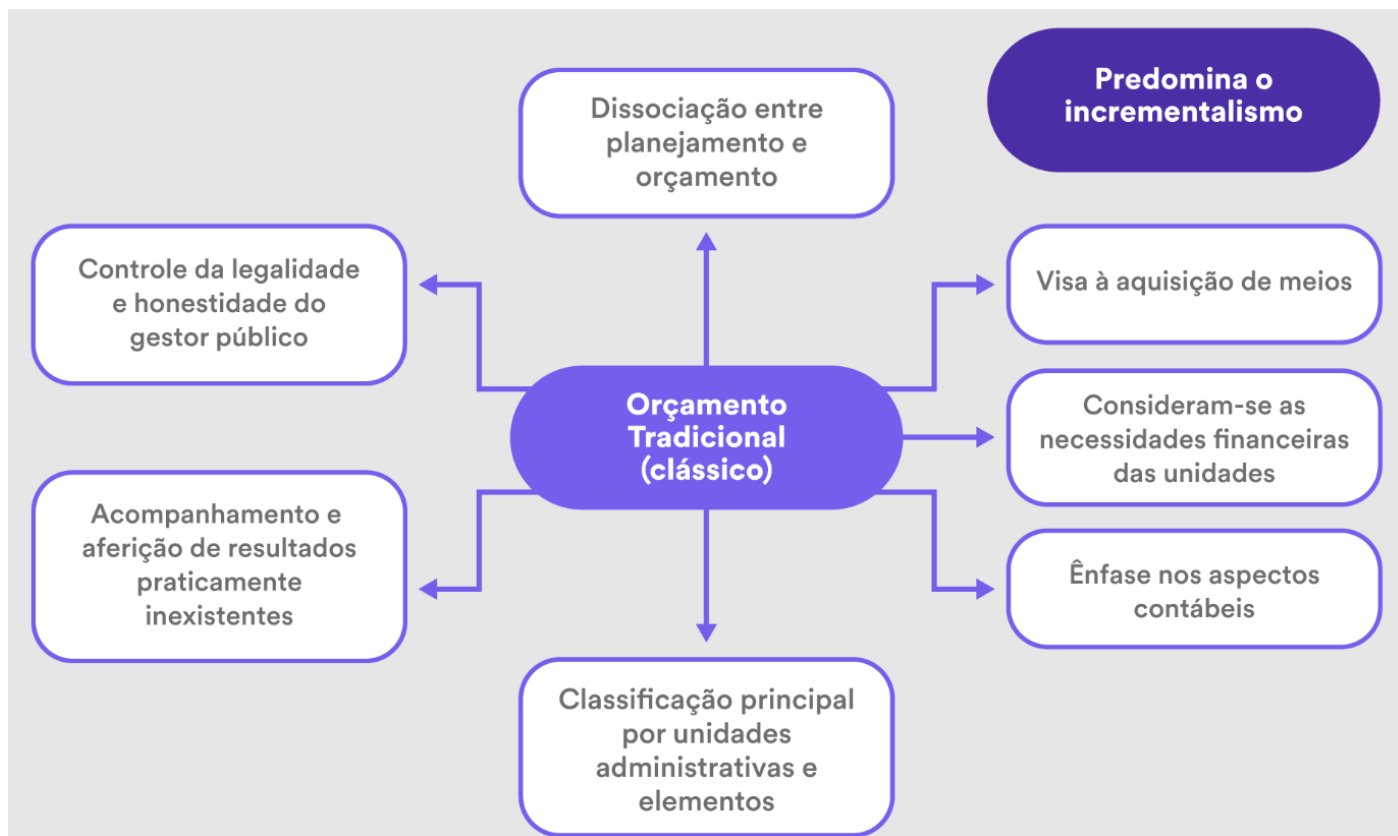 Predomina o
incrementalismo
Dissociação entre
planejamento e
orçamento
Controle da legalidade
e honestidade do
gestor público
Visa à aquisição de meios
Orçamento
Tradicional
(clássico)
Consideram-se as
necessidades financeiras
das unidades
Acompanhamento e
aferição de resultados
praticamente
inexistentes
Ênfase nos aspectos
contábeis
Classificação principal
por unidades
administrativas e
elementos